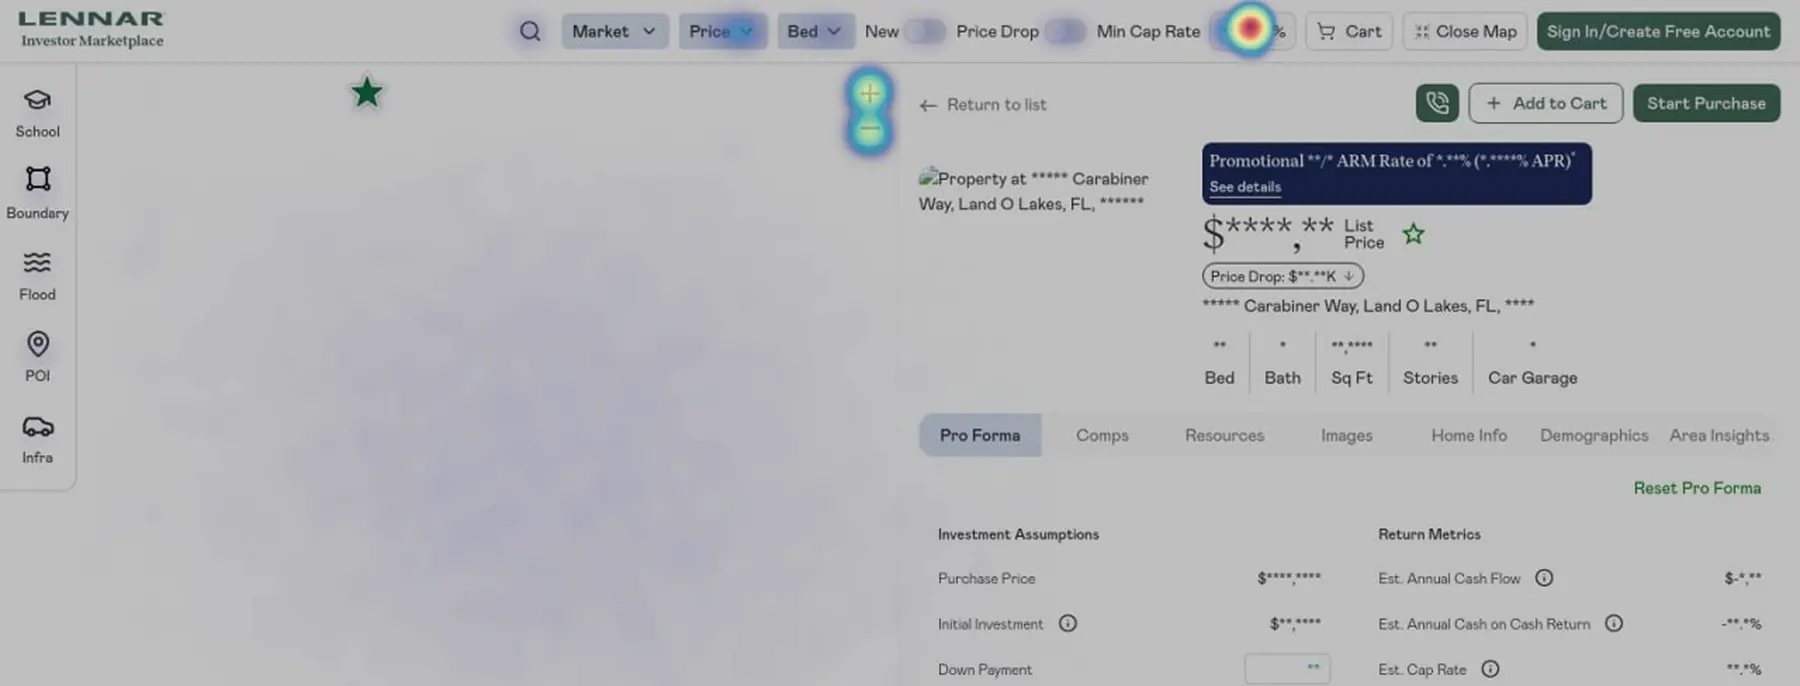 LENNAR
Investor Marketplace
Market
Price
Bed
New
Price Drop
Min Cap Rate
%
Cart
Close Map
Sign In/Create Free Account
School
Boundary
Flood
POI
Infra
+
−
← Return to list
+ Add to Cart
Start Purchase
Property at ***** Carabiner
Way, Land O Lakes, FL, ******
Promotional **/* ARM Rate of *.**% (*.****% APR)*
See details
$****,** List Price
Price Drop: $**.**K ↓
***** Carabiner Way, Land O Lakes, FL, ****
** * **,**** ** *
Bed Bath Sq Ft Stories Car Garage
Pro Forma Comps Resources Images Home Info Demographics Area Insights
Reset Pro Forma
Investment Assumptions
Purchase Price $****,****
Initial Investment $**,****
Down Payment **
Return Metrics
Est. Annual Cash Flow $-*,**
Est. Annual Cash on Cash Return -**.*%
Est. Cap Rate **.*%